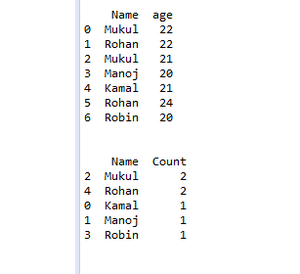 Name age
0 Mukul 22
1 Rohan 22
2 Mukul 21
3 Manoj 20
4 Kamal 21
5 Rohan 24
6 Robin 20
Name Count
2 Mukul 2
4 Rohan 2
0 Kamal 1
1 Manoj 1
3 Robin 1